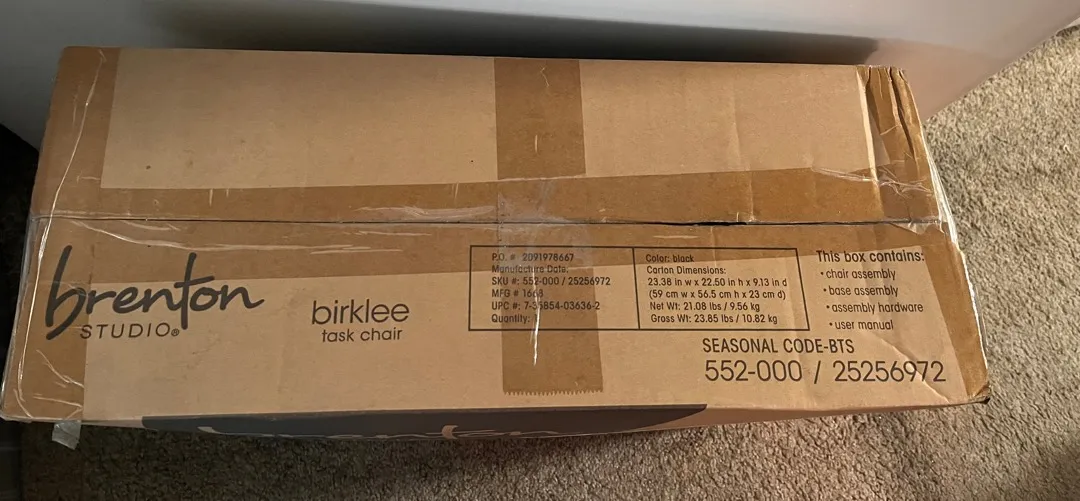 brenton
STUDIO®
birklee
task chair
P.O. # 2091978667
Manufacture Date:
SKU #: 552-000 / 25256972
MFG # 1668
UPC #: 7-35854-03636-2
Quantity: 1
Color: black
Carton Dimensions:
23.38 in w x 22.50 in h x 9.13 in d
(59 cm w x 56.5 cm h x 23 cm d)
Net Wt: 21.08 lbs / 9.56 kg
Gross Wt: 23.85 lbs / 10.82 kg
This box contains:
• chair assembly
• base assembly
• assembly hardware
• user manual
SEASONAL CODE-BTS
552-000 / 25256972